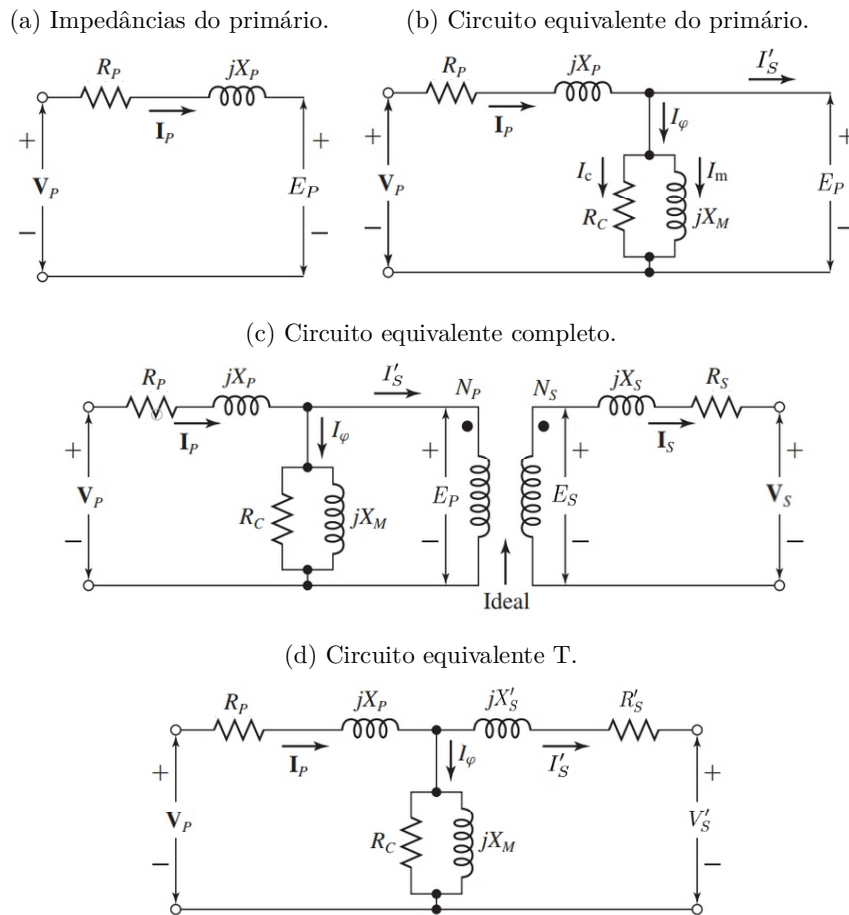 (a) Impedâncias do primário.
(b) Circuito equivalente do primário.
R_P
jX_P
I_P
+
V_P
−
+
E_P
−
R_P
jX_P
I'_S
I_P
I_φ
+
V_P
−
I_c
I_m
R_C
jX_M
+
E_P
−
(c) Circuito equivalente completo.
R_P
jX_P
I'_S
N_P
N_S
jX_S
R_S
I_P
I_φ
I_S
+
V_P
−
R_C
jX_M
+
E_P
−
+
E_S
−
+
V_S
−
Ideal
(d) Circuito equivalente T.
R_P
jX_P
jX'_S
R'_S
I_P
I_φ
I'_S
+
V_P
−
R_C
jX_M
+
V'_S
−